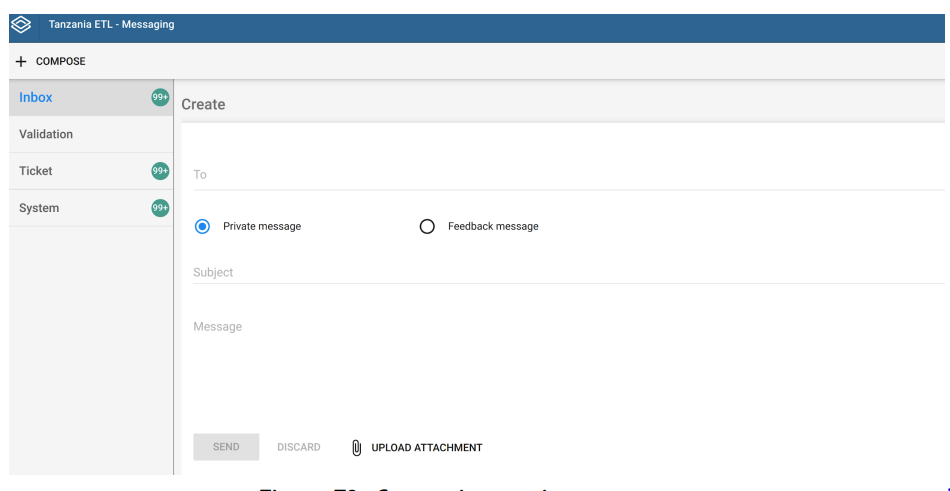 Tanzania ETL - Messaging
+ COMPOSE
Inbox 99+
Create
Validation
To
Ticket 99+
System 99+
Private message Feedback message
Subject
Message
SEND DISCARD UPLOAD ATTACHMENT